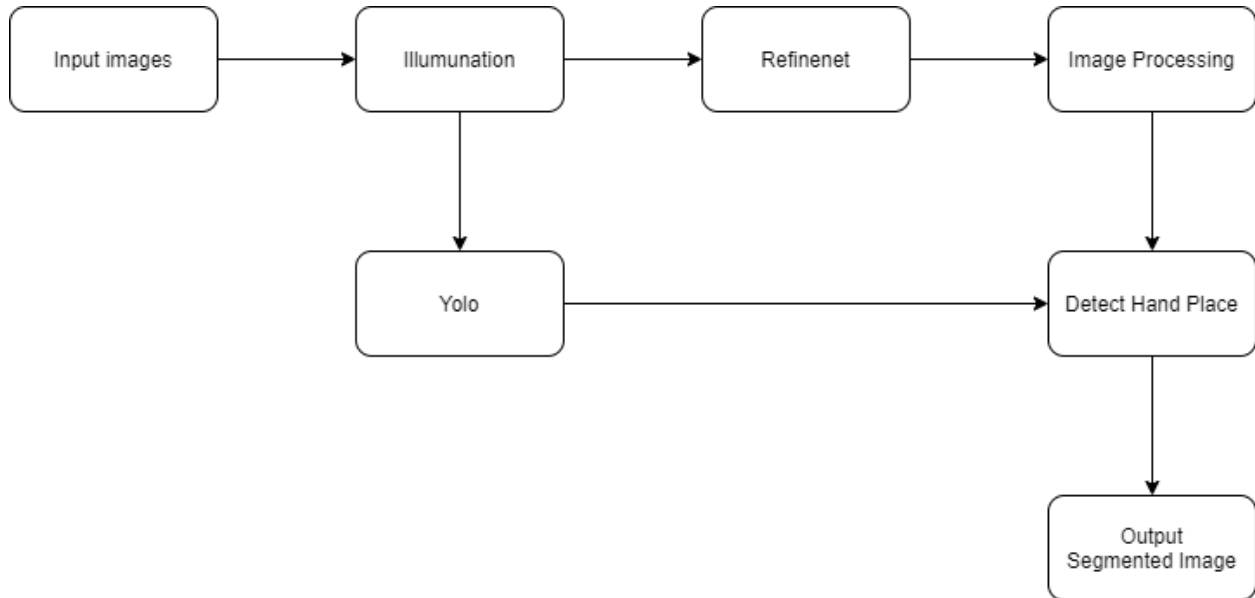 Input images
Illumunation
Refinenet
Image Processing
Yolo
Detect Hand Place
Output
Segmented Image